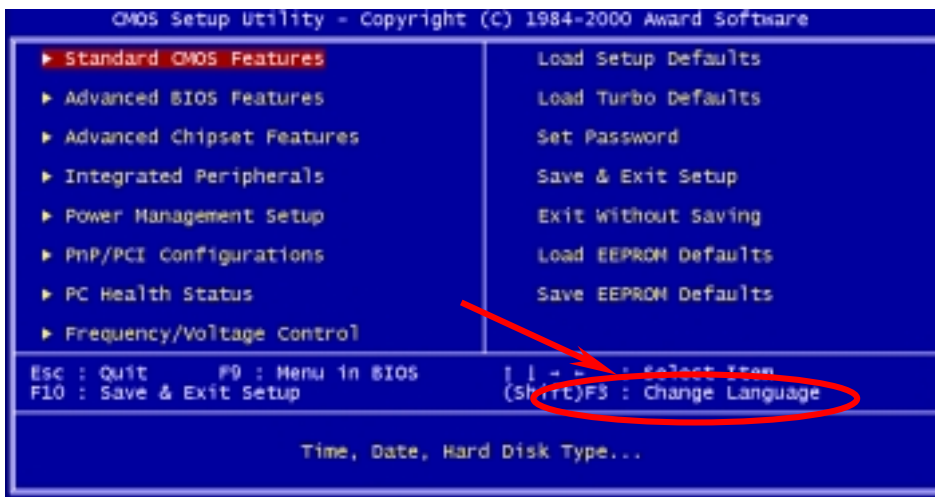 CMOS Setup Utility - Copyright (C) 1984-2000 Award Software
▶ Standard CMOS Features
▶ Advanced BIOS Features
▶ Advanced Chipset Features
▶ Integrated Peripherals
▶ Power Management Setup
▶ PnP/PCI Configurations
▶ PC Health Status
▶ Frequency/Voltage Control
Load Setup Defaults
Load Turbo Defaults
Set Password
Save & Exit Setup
Exit Without Saving
Load EEPROM Defaults
Save EEPROM Defaults
Esc : Quit F9 : Menu in BIOS
F10 : Save & Exit Setup
↑ ↓ → ← : Select Item
(Shift)F3 : Change Language
Time, Date, Hard Disk Type...